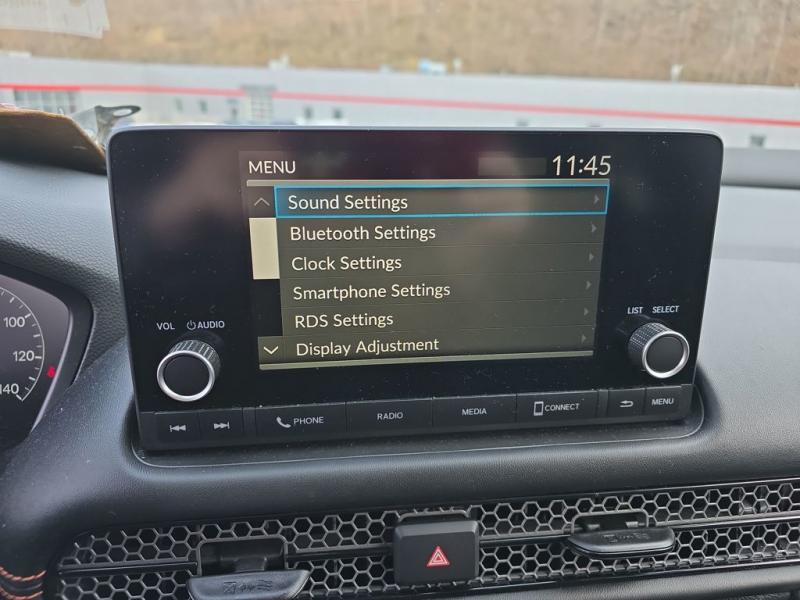 MENU 11:45
Sound Settings
Bluetooth Settings
Clock Settings
Smartphone Settings
RDS Settings
Display Adjustment
VOL AUDIO
LIST SELECT
PHONE RADIO MEDIA CONNECT MENU
100
120
140